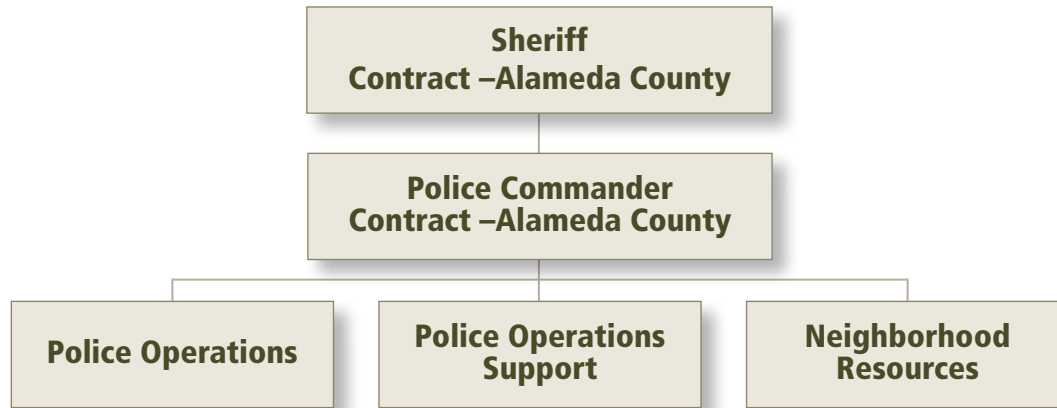 Sheriff
Contract –Alameda County
Police Commander
Contract –Alameda County
Police Operations
Police Operations
Support
Neighborhood
Resources